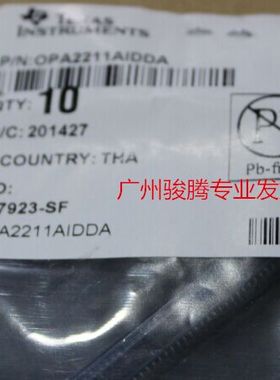 TEXAS
INSTRUMENTS
P/N: OPA2211AIDDA
QTY: 10
/C: 201427
COUNTRY: THA
D:
7923-SF
A2211AIDDA
P
Pb-fr
广州骏腾专业发